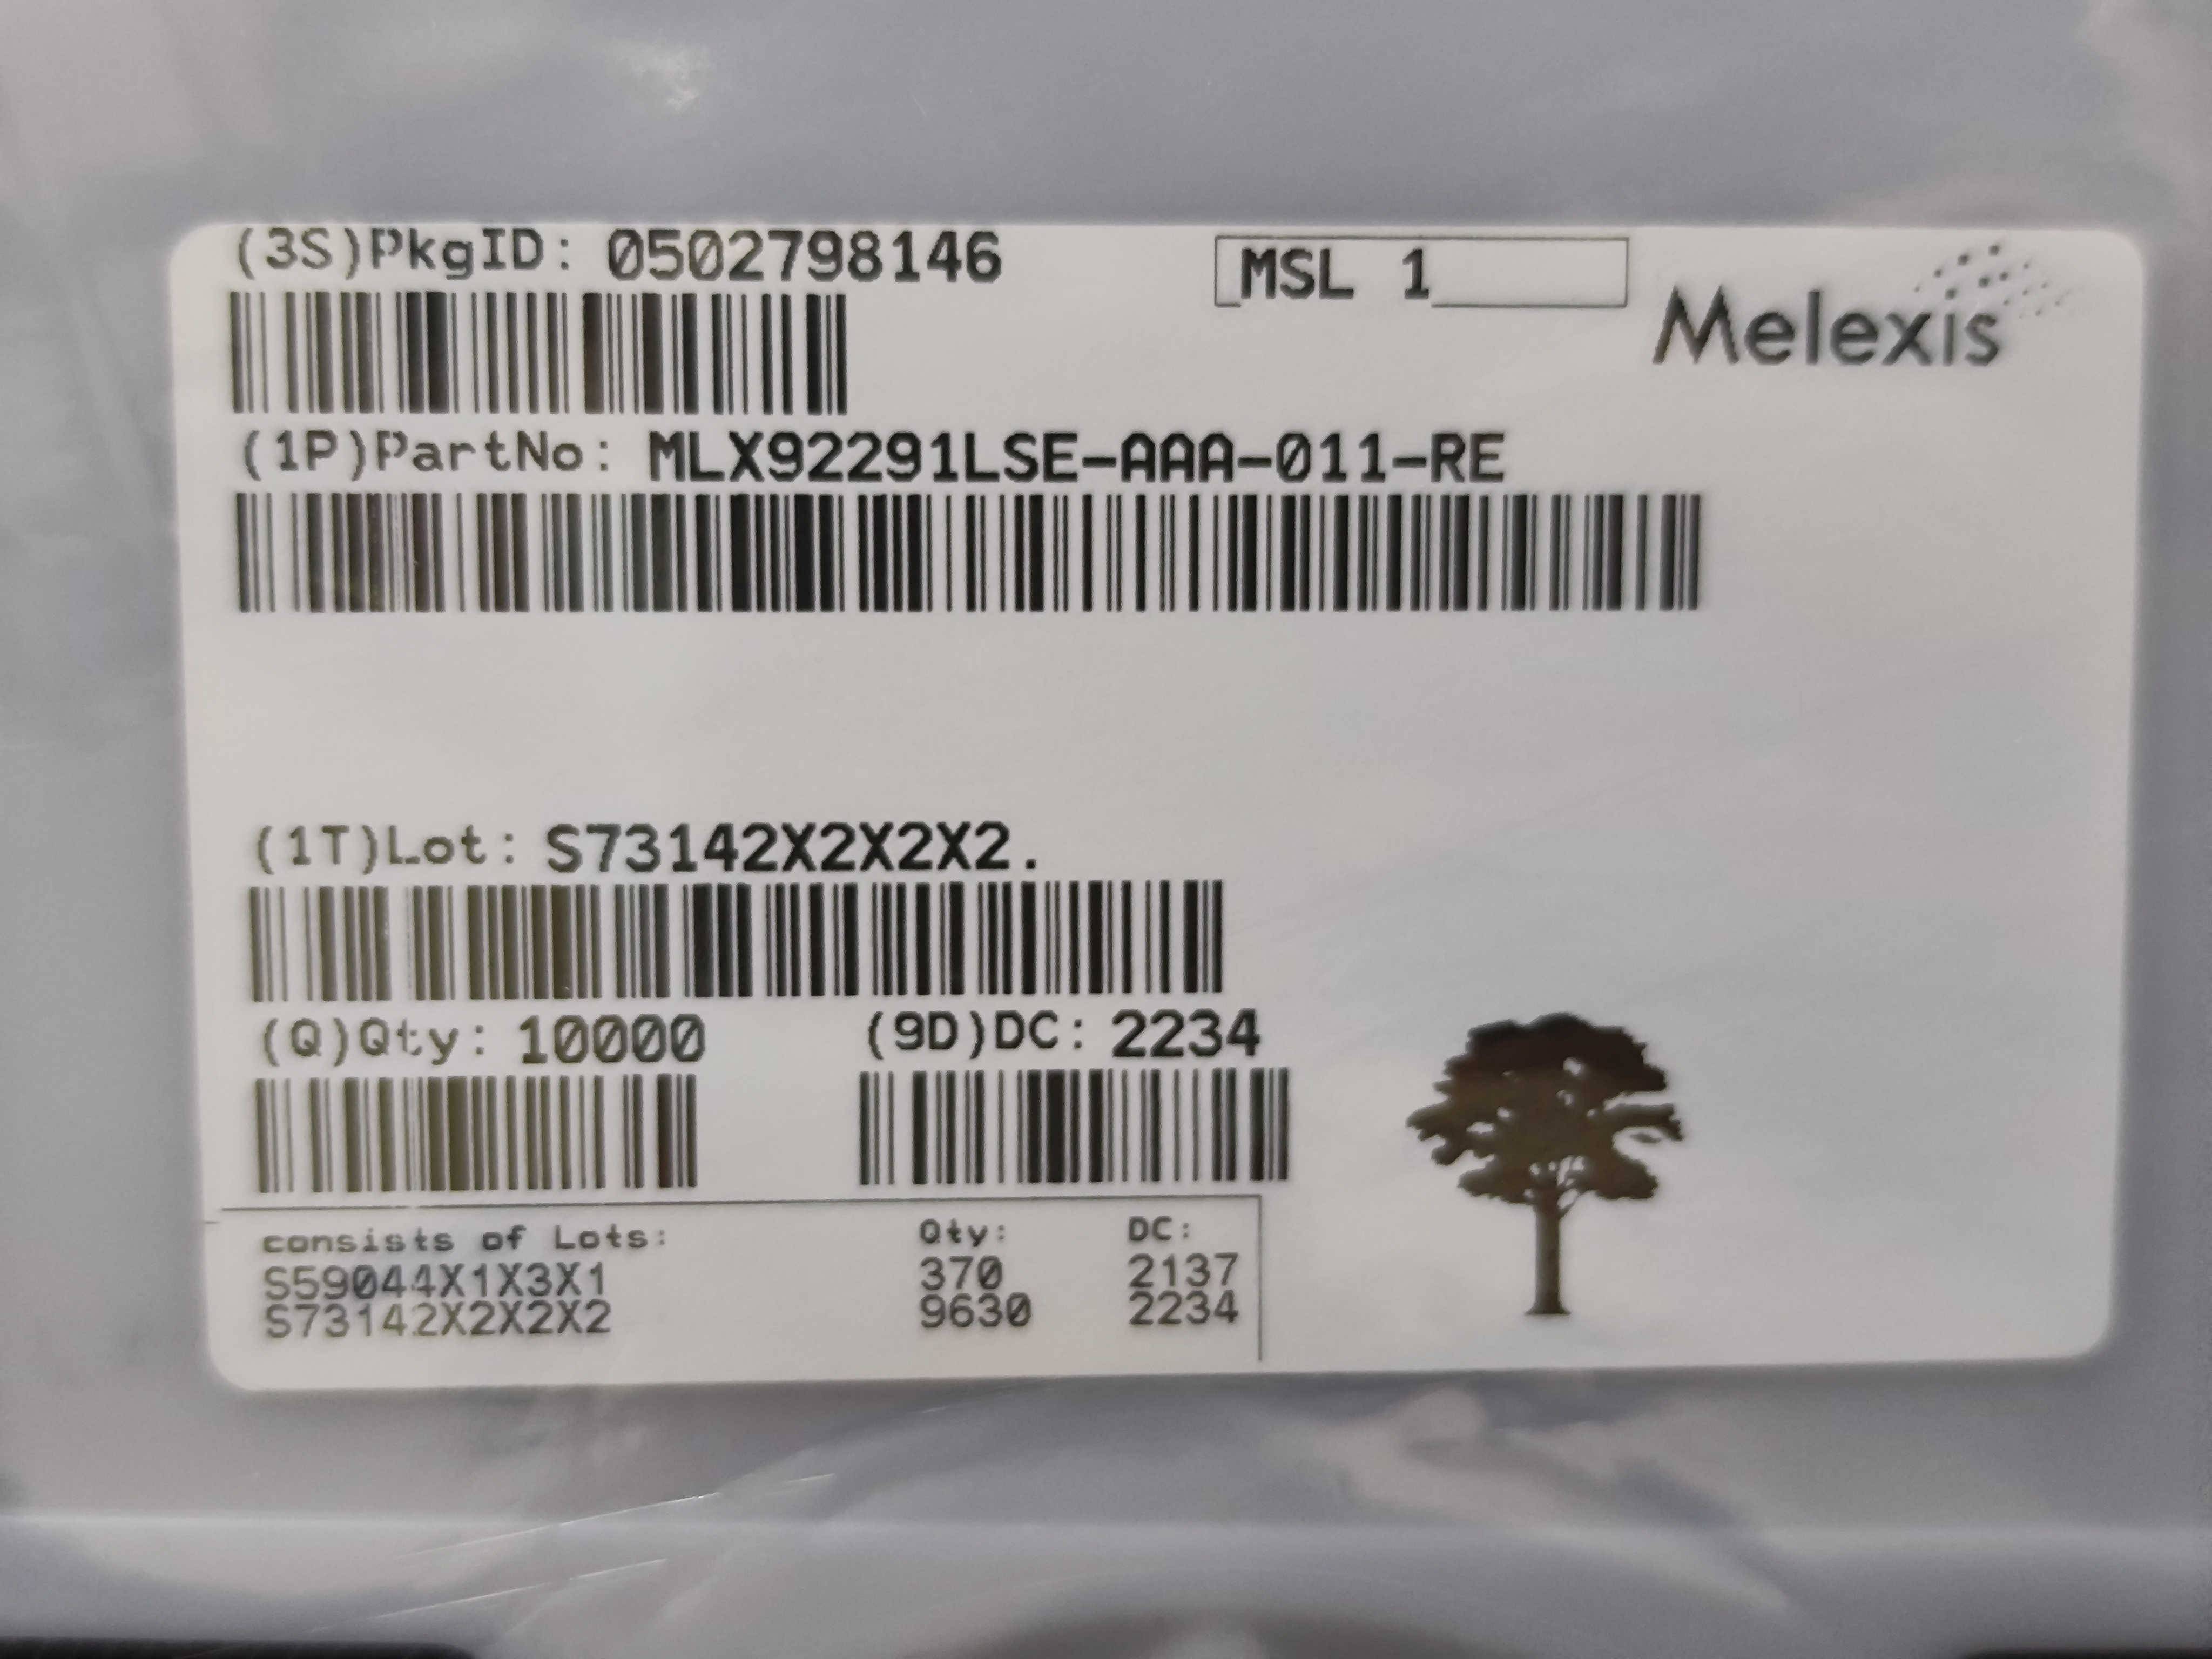 (3S)PkgID: 0502798146
MSL 1
Melexis
(1P)PartNo: MLX92291LSE-AAA-011-RE
(1T)Lot: S73142X2X2X2.
(Q)Qty: 10000 (9D)DC: 2234
consists of Lots: Qty: DC:
S59044X1X3X1 370 2137
S73142X2X2X2 9630 2234